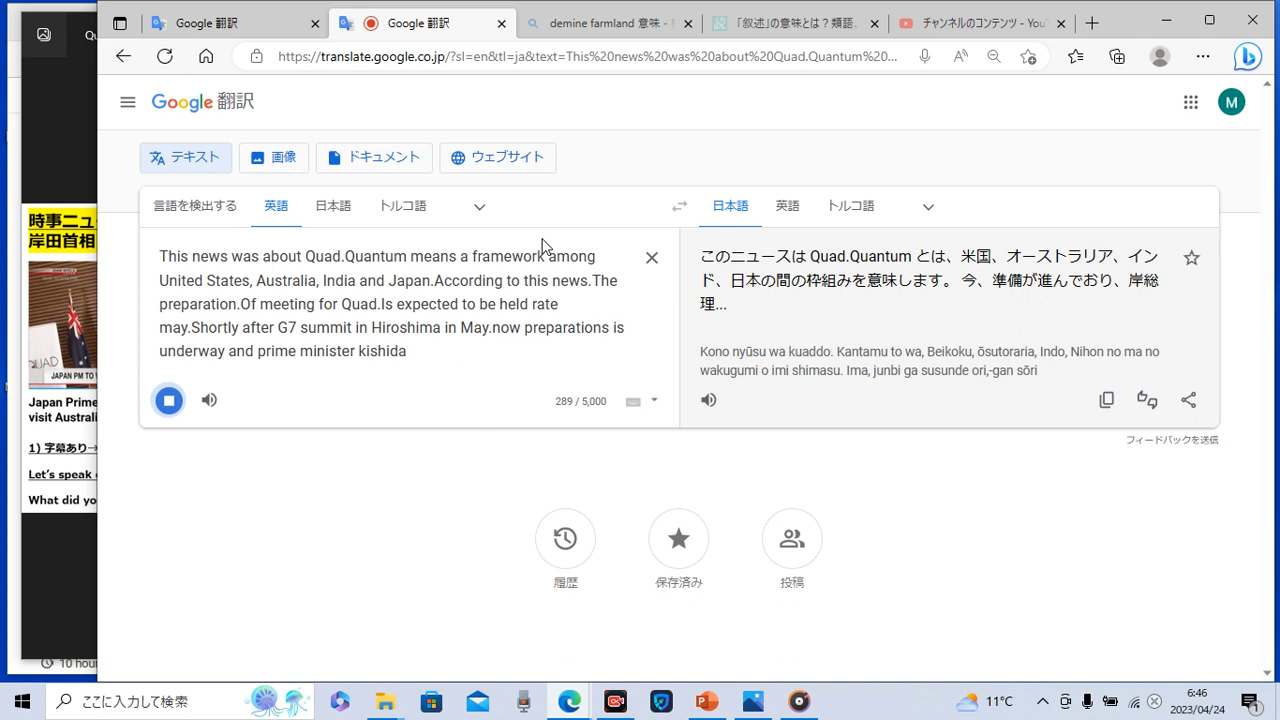 Qu
Google 翻訳
Google 翻訳
demine farmland 意味 -
「叙述」の意味とは？類語、
チャンネルのコンテンツ - You
https://translate.google.co.jp/?sl=en&tl=ja&text=This%20news%20was%20about%20Quad.Quantum%20...
Google 翻訳
M
テキスト
画像
ドキュメント
ウェブサイト
言語を検出する
英語
日本語
トルコ語
日本語
英語
トルコ語
This news was about Quad.Quantum means a framework among
United States, Australia, India and Japan.According to this news.The
preparation.Of meeting for Quad.Is expected to be held rate
may.Shortly after G7 summit in Hiroshima in May.now preparations is
underway and prime minister kishida
289 / 5,000
このニュースは Quad.Quantum とは、米国、オーストラリア、イン
ド、日本の間の枠組みを意味します。 今、準備が進んでおり、岸総
理...
Kono nyūsu wa kuaddo. Kantamu to wa, Beikoku, ōsutoraria, Indo, Nihon no ma no
wakugumi o imi shimasu. Ima, junbi ga susunde ori,-gan sōri
フィードバックを送信
履歴
保存済み
投稿
時事ニュ
岸田首相
QUAD
JAPAN PM TO V
Japan Prime
visit Australi
1) 字幕あり→
Let's speak
What did yo
10 hour
ここに入力して検索
11°C
6:46
2023/04/24
1